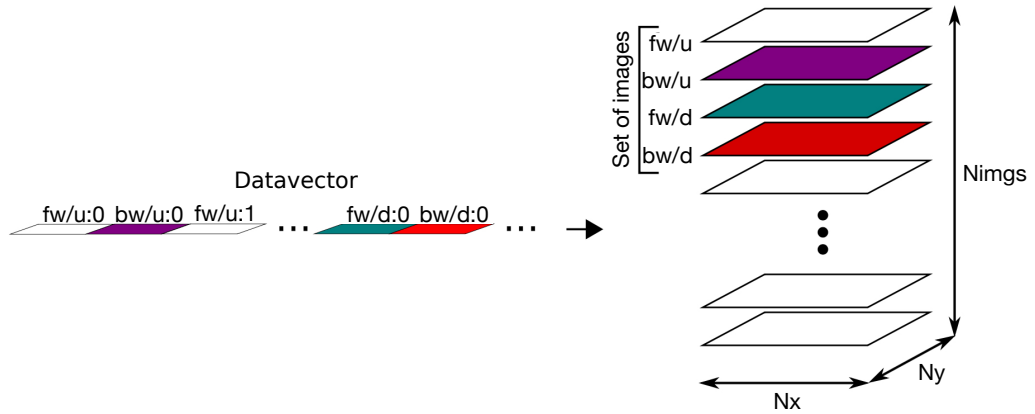 Datavector
fw/u:0 bw/u:0 fw/u:1 ... fw/d:0 bw/d:0 ...
Set of images
fw/u
bw/u
fw/d
bw/d
Nimgs
Ny
Nx